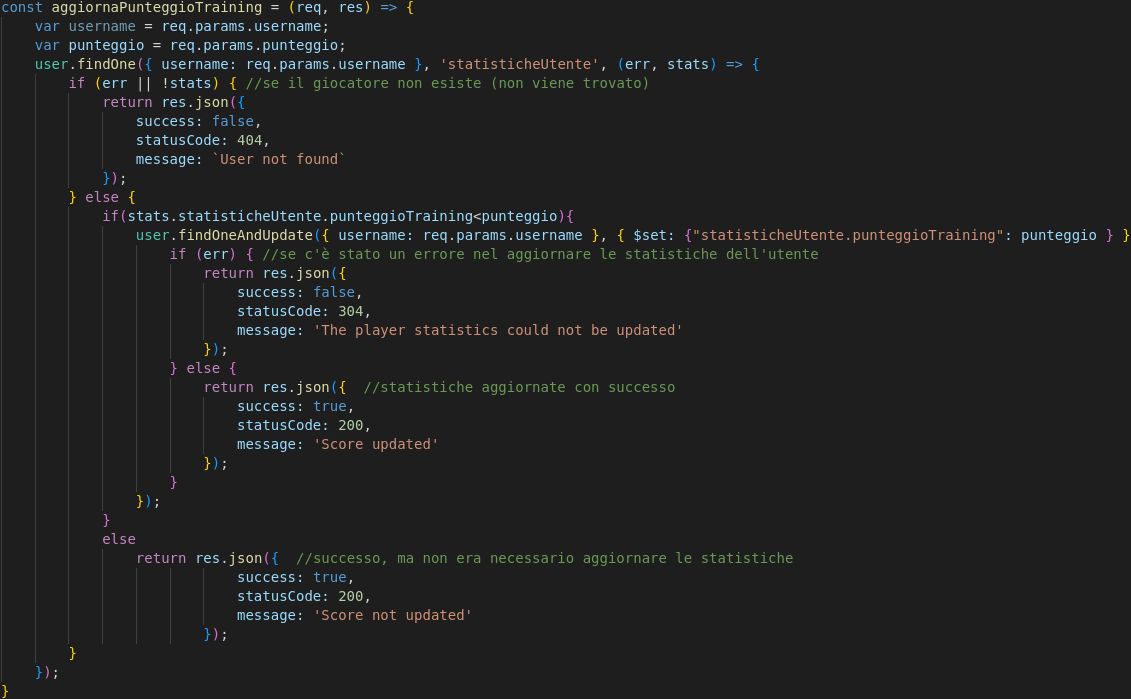 const aggiornaPunteggioTraining = (req, res) => {
    var username = req.params.username;
    var punteggio = req.params.punteggio;
    user.findOne({ username: req.params.username }, 'statisticheUtente', (err, stats) => {
        if (err || !stats) { //se il giocatore non esiste (non viene trovato)
            return res.json({
                success: false,
                statusCode: 404,
                message: `User not found`
            });
        } else {
            if(stats.statisticheUtente.punteggioTraining<punteggio){
                user.findOneAndUpdate({ username: req.params.username }, { $set: {"statisticheUtente.punteggioTraining": punteggio } }
                    if (err) { //se c'è stato un errore nel aggiornare le statistiche dell'utente
                        return res.json({
                            success: false,
                            statusCode: 304,
                            message: 'The player statistics could not be updated'
                        });
                    } else {
                        return res.json({  //statistiche aggiornate con successo
                            success: true,
                            statusCode: 200,
                            message: 'Score updated'
                        });
                    }
                });
            }
            else
                return res.json({  //successo, ma non era necessario aggiornare le statistiche
                            success: true,
                            statusCode: 200,
                            message: 'Score not updated'
                        });
        }
    });
}